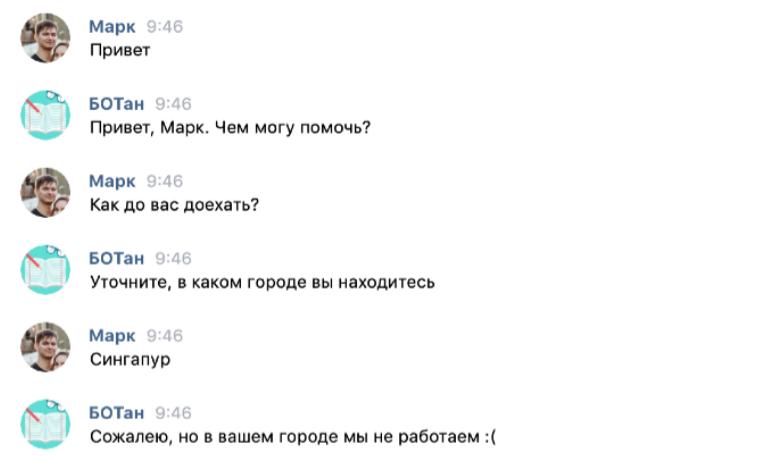 Марк 9:46
Привет
БОТан 9:46
Привет, Марк. Чем могу помочь?
Марк 9:46
Как до вас доехать?
БОТан 9:46
Уточните, в каком городе вы находитесь
Марк 9:46
Сингапур
БОТан 9:46
Сожалею, но в вашем городе мы не работаем :(